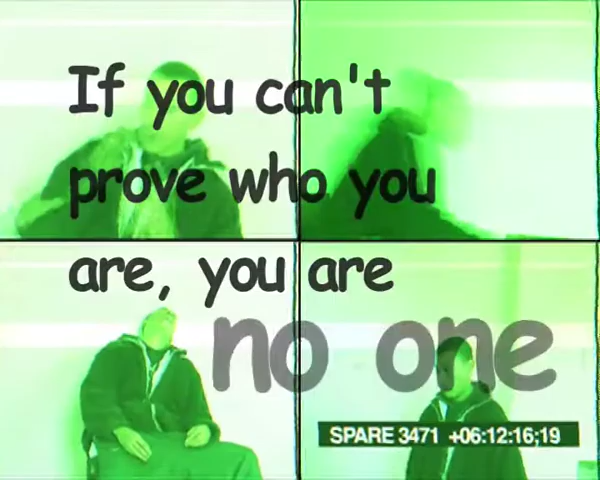 If you can't
prove who you
are, you are
no one
SPARE 3471 +06:12:16;19